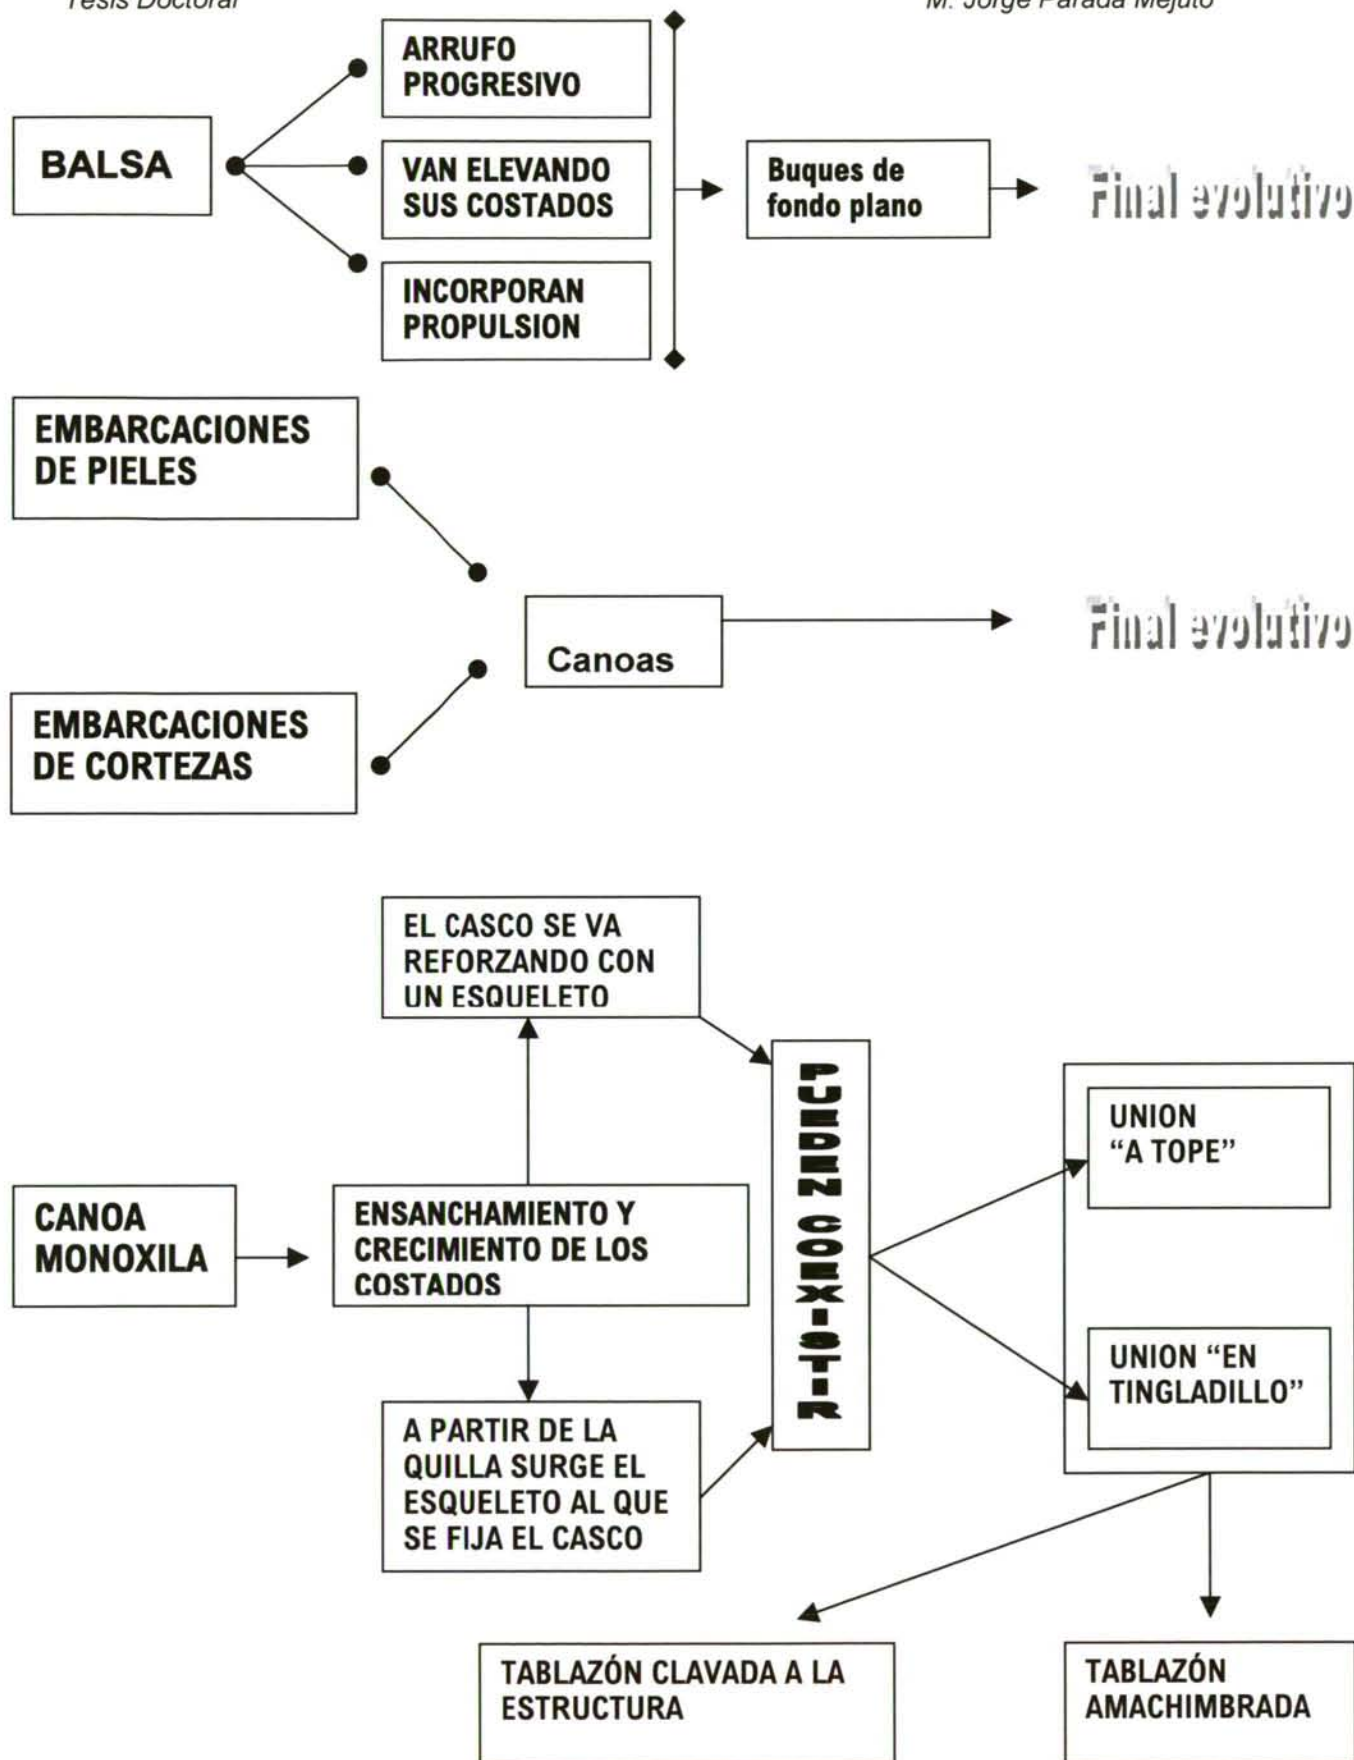 Tesis Doctoral
M. Jorge Parada Mejuto
ARRUFO
PROGRESIVO
BALSA
VAN ELEVANDO
SUS COSTADOS
INCORPORAN
PROPULSION
Buques de
fondo plano
Final evolutivo
EMBARCACIONES
DE PIELES
Canoas
Final evolutivo
EMBARCACIONES
DE CORTEZAS
EL CASCO SE VA
REFORZANDO CON
UN ESQUELETO
CANOA
MONOXILA
ENSANCHAMIENTO Y
CRECIMIENTO DE LOS
COSTADOS
A PARTIR DE LA
QUILLA SURGE EL
ESQUELETO AL QUE
SE FIJA EL CASCO
PUEDEN COEXISTIR
UNION
“A TOPE”
UNION “EN
TINGLADILLO”
TABLAZÓN CLAVADA A LA
ESTRUCTURA
TABLAZÓN
AMACHIMBRADA